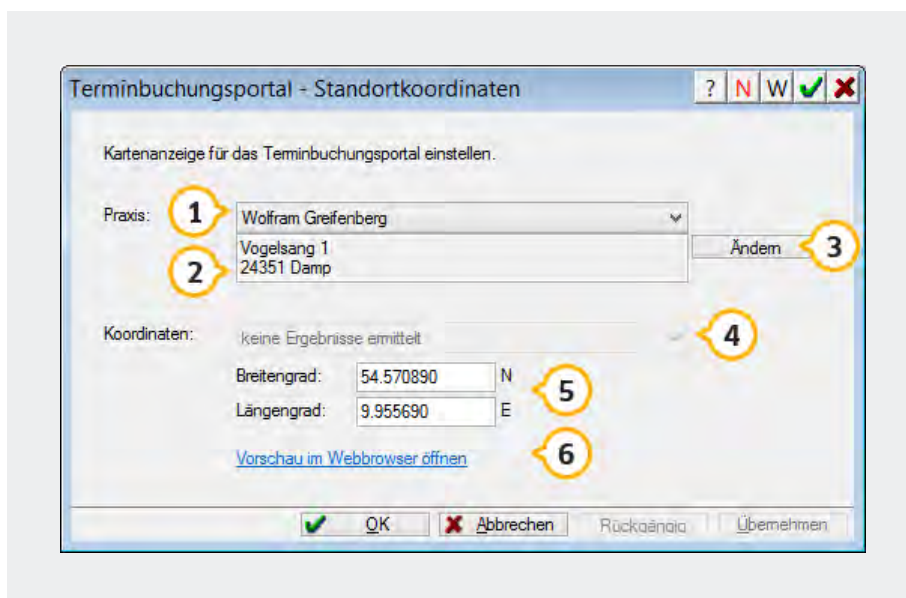 Terminbuchungsportal - Standortkoordinaten ? N W
Kartenanzeige für das Terminbuchungsportal einstellen.
Praxis: 1 Wolfram Greifenberg
2 Vogelsang 1
24351 Damp
Ändern 3
Koordinaten: keine Ergebnisse ermittelt 4
Breitengrad: 54.570890 N
5
Längengrad: 9.955690 E
Vorschau im Webbrowser öffnen 6
OK Abbrechen Rückgängig Übernehmen